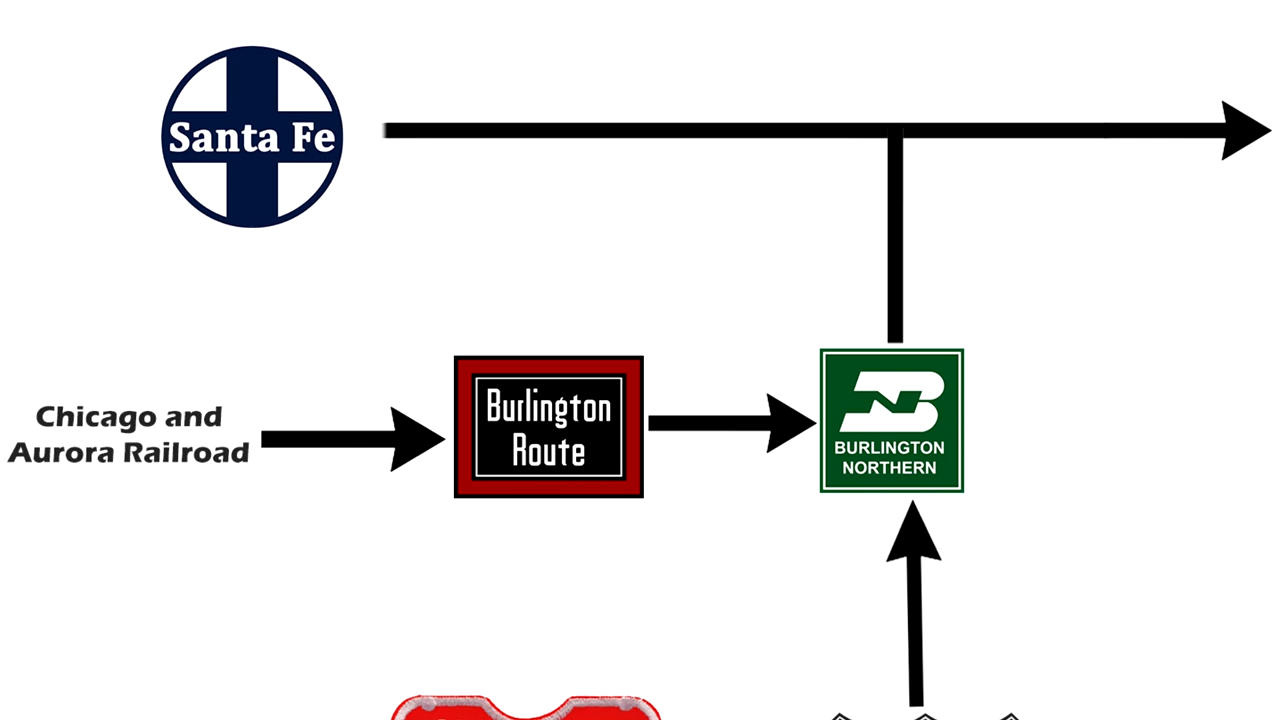 Santa Fe
Chicago and
Aurora Railroad
Burlington
Route
BURLINGTON
NORTHERN